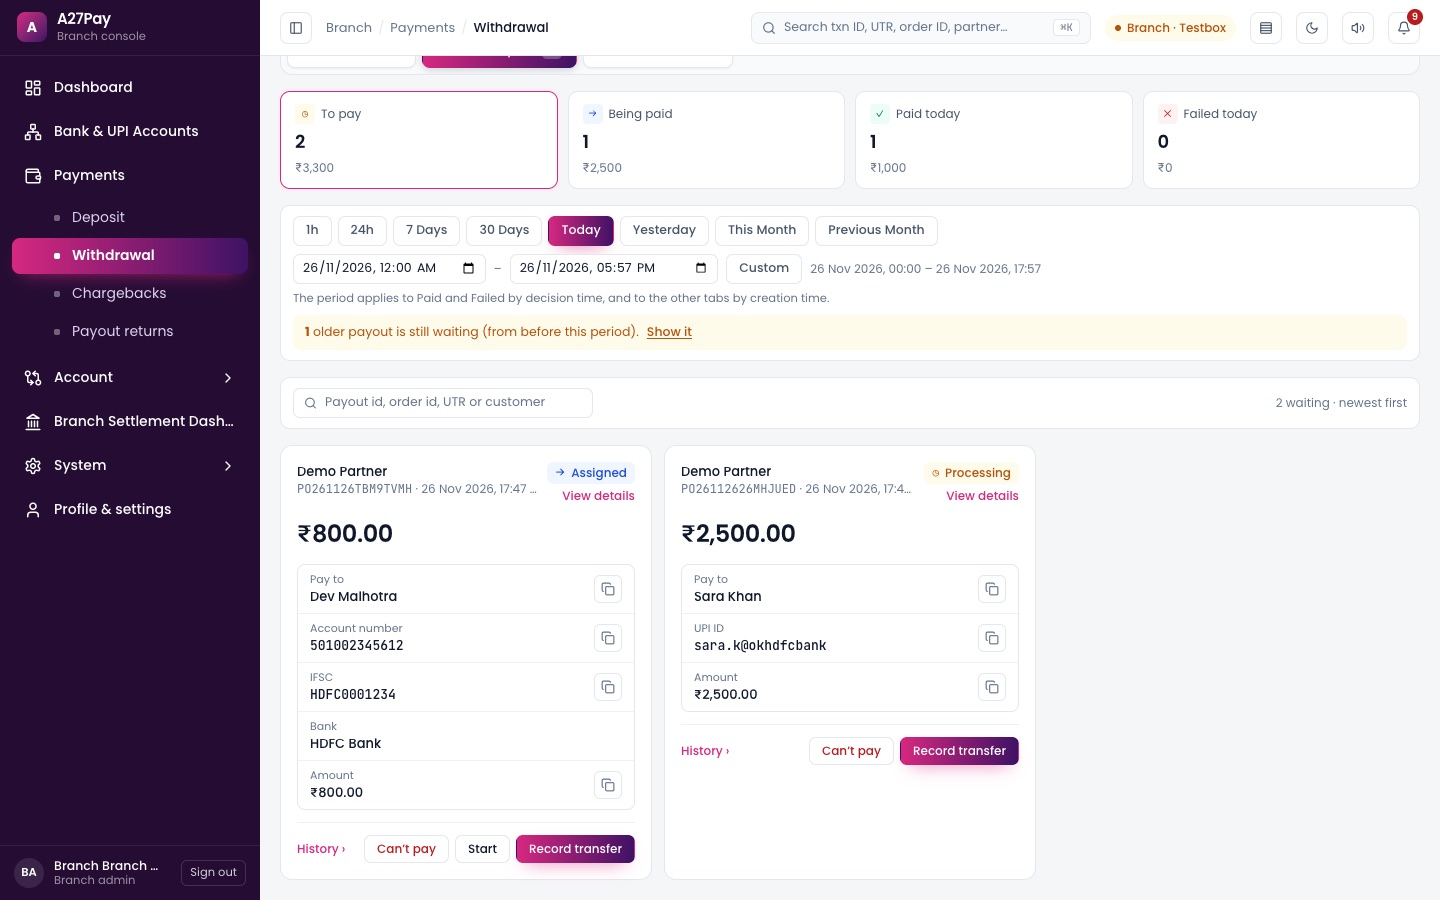 A
A27Pay
Branch console
Dashboard
Bank & UPI Accounts
Payments
Deposit
Withdrawal
Chargebacks
Payout returns
Account
Branch Settlement Dash...
System
Profile & settings
BA
Branch Branch ...
Branch admin
Sign out
Branch / Payments / Withdrawal
Search txn ID, UTR, order ID, partner...
⌘K
Branch · Testbox
9
To pay
2
₹3,300
Being paid
1
₹2,500
Paid today
1
₹1,000
Failed today
0
₹0
1h 24h 7 Days 30 Days Today Yesterday This Month Previous Month
26/11/2026, 12:00 AM – 26/11/2026, 05:57 PM Custom 26 Nov 2026, 00:00 – 26 Nov 2026, 17:57
The period applies to Paid and Failed by decision time, and to the other tabs by creation time.
1 older payout is still waiting (from before this period). Show it
Payout id, order id, UTR or customer
2 waiting · newest first
Demo Partner
Assigned
PO261126TBM9TVMH · 26 Nov 2026, 17:47 ...
View details
₹800.00
Pay to
Dev Malhotra
Account number
501002345612
IFSC
HDFC0001234
Bank
HDFC Bank
Amount
₹800.00
History ›
Can't pay
Start
Record transfer
Demo Partner
Processing
PO26112626MHJUED · 26 Nov 2026, 17:4...
View details
₹2,500.00
Pay to
Sara Khan
UPI ID
sara.k@okhdfcbank
Amount
₹2,500.00
History ›
Can't pay
Record transfer